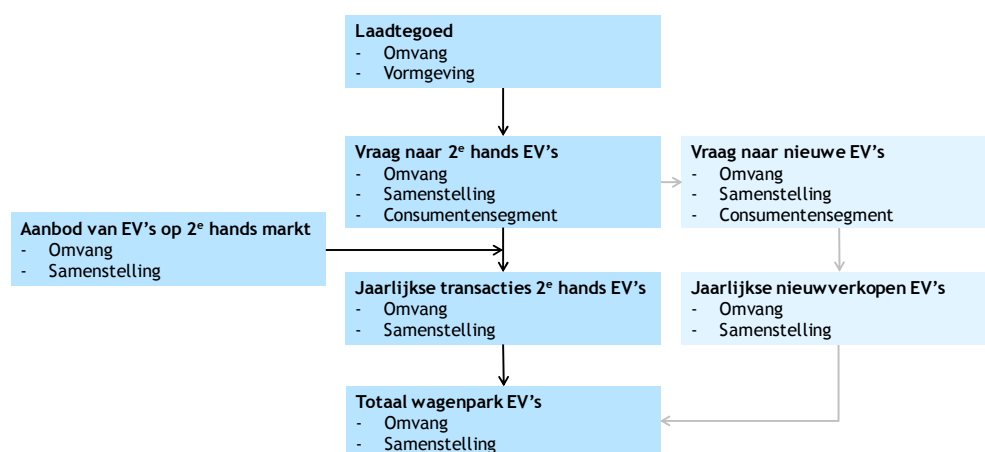 Laadtegoed
- Omvang
- Vormgeving
Vraag naar 2e hands EV's
- Omvang
- Samenstelling
- Consumentensegment
Vraag naar nieuwe EV's
- Omvang
- Samenstelling
- Consumentensegment
Aanbod van EV's op 2e hands markt
- Omvang
- Samenstelling
Jaarlijkse transacties 2e hands EV's
- Omvang
- Samenstelling
Jaarlijkse nieuwverkopen EV's
- Omvang
- Samenstelling
Totaal wagenpark EV's
- Omvang
- Samenstelling